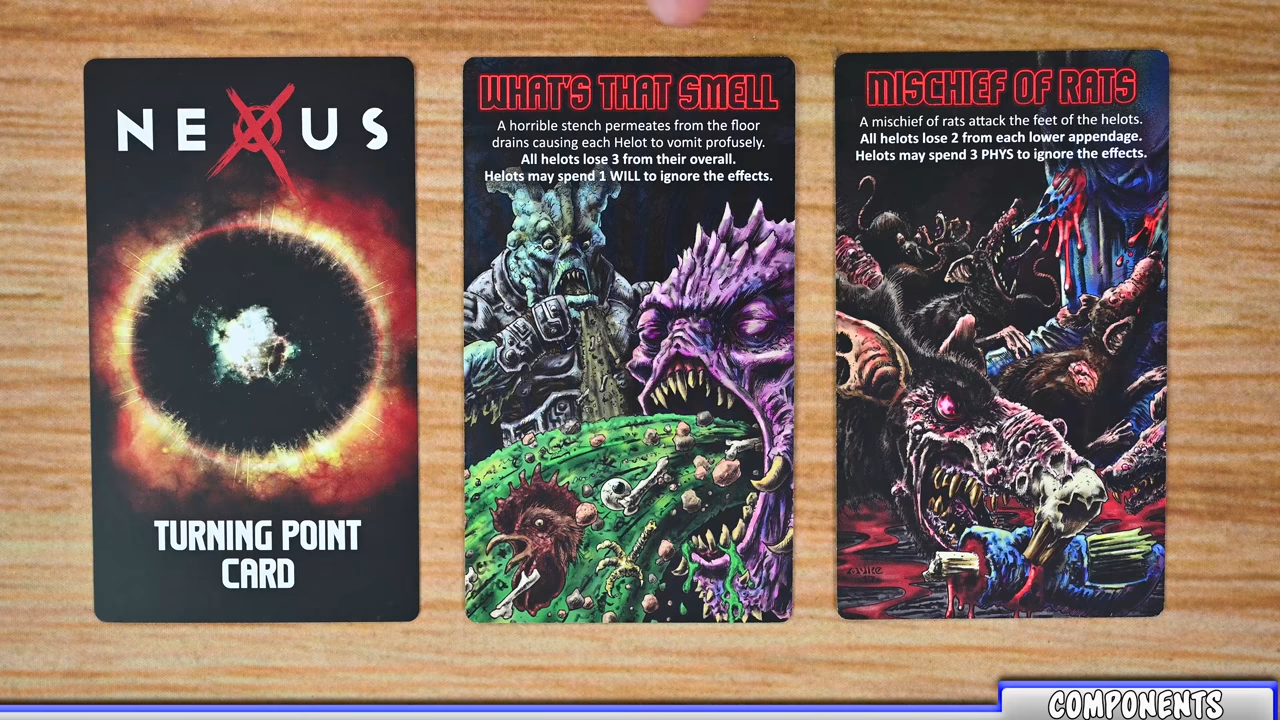 NEXUS
TURNING POINT
CARD
WHAT'S THAT SMELL
A horrible stench permeates from the floor
drains causing each Helot to vomit profusely.
All helots lose 3 from their overall.
Helots may spend 1 WILL to ignore the effects.
MISCHIEF OF RATS
A mischief of rats attack the feet of the helots.
All helots lose 2 from each lower appendage.
Helots may spend 3 PHYS to ignore the effects.
COMPONENTS